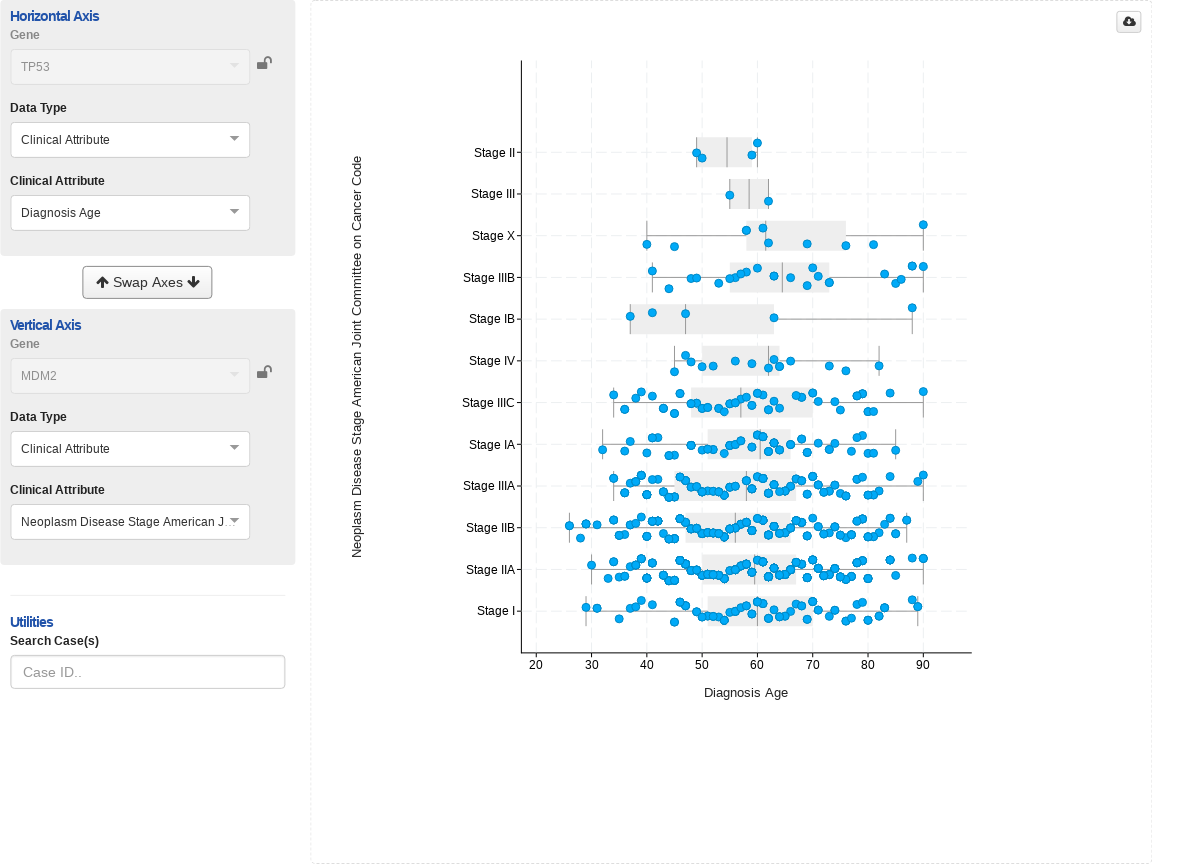 Horizontal Axis
Gene
TP53
Data Type
Clinical Attribute
Clinical Attribute
Diagnosis Age
Swap Axes
Vertical Axis
Gene
MDM2
Data Type
Clinical Attribute
Clinical Attribute
Neoplasm Disease Stage American J...
Utilities
Search Case(s)
Case ID..
Neoplasm Disease Stage American Joint Committee on Cancer Code
Stage II
Stage III
Stage X
Stage IIIB
Stage IB
Stage IV
Stage IIIC
Stage IA
Stage IIIA
Stage IIB
Stage IIA
Stage I
20 30 40 50 60 70 80 90
Diagnosis Age